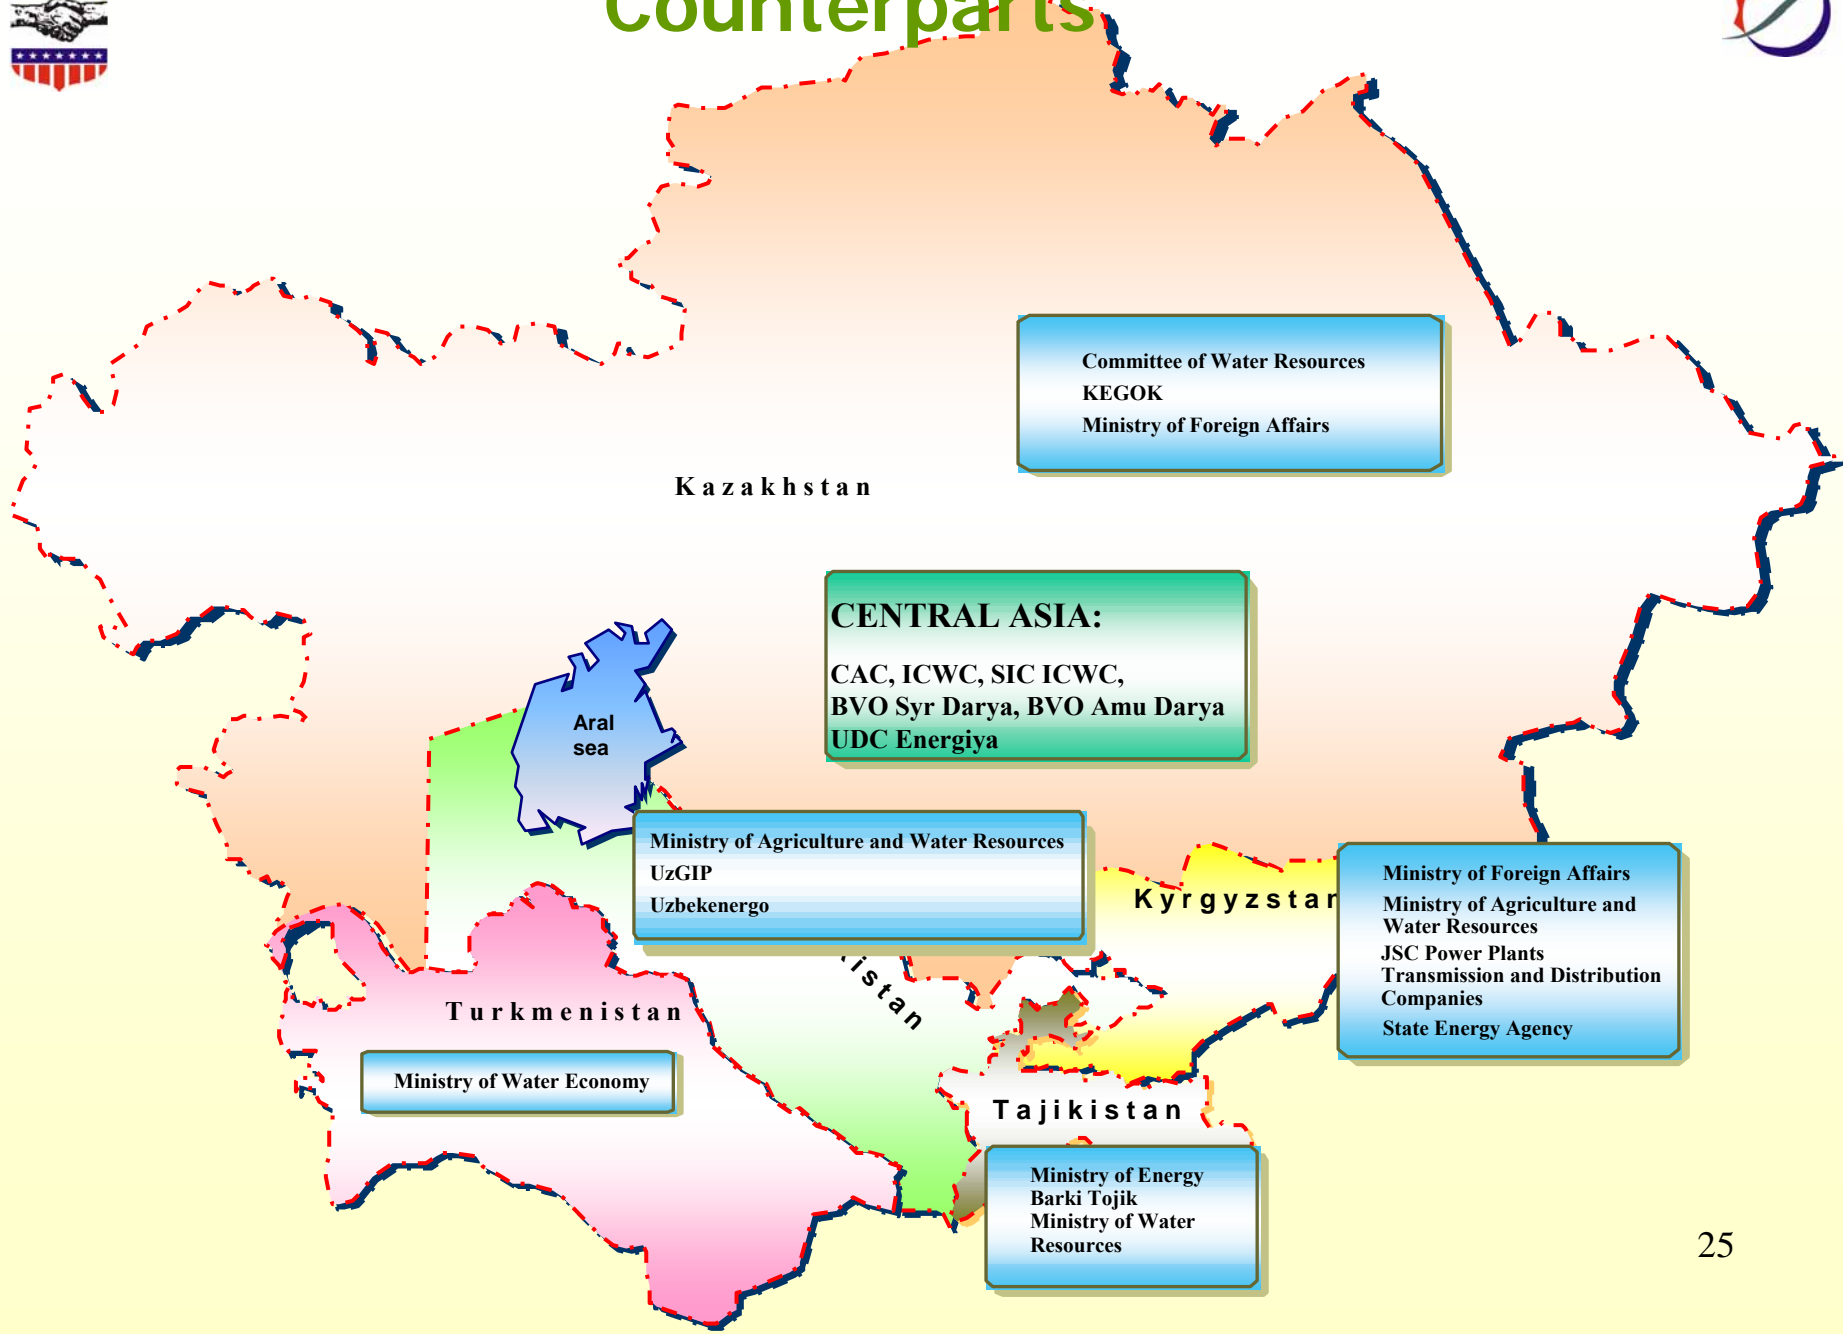 Counterparts
Committee of Water Resources
KEGOK
Ministry of Foreign Affairs
Kazakhstan
CENTRAL ASIA:
CAC, ICWC, SIC ICWC,
BVO Syr Darya, BVO Amu Darya
UDC Energiya
Aral
sea
Ministry of Agriculture and Water Resources
UzGIP
Uzbekenergo
Kyrgyzstan
Ministry of Foreign Affairs
Ministry of Agriculture and
Water Resources
JSC Power Plants
Transmission and Distribution
Companies
State Energy Agency
istan
Turkmenistan
Ministry of Water Economy
Tajikistan
Ministry of Energy
Barki Tojik
Ministry of Water
Resources
25